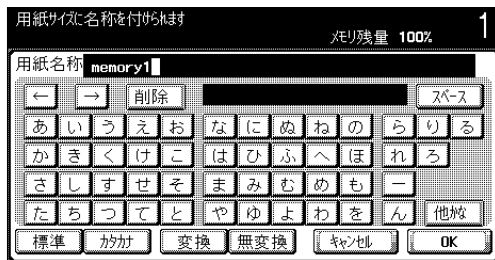 用紙サイズに名称を付けられます 1
メモリ残量 100%
用紙名称 memory1
← → 削除 スペース
あ い う え お な に ぬ ね の ら り る
か き く け こ は ひ ふ へ ほ れ ろ
さ し す せ そ ま み む め も ー
た ち つ て と や ゆ よ わ を ん 他かな
標準 カタカナ 変換 無変換 キャンセル OK